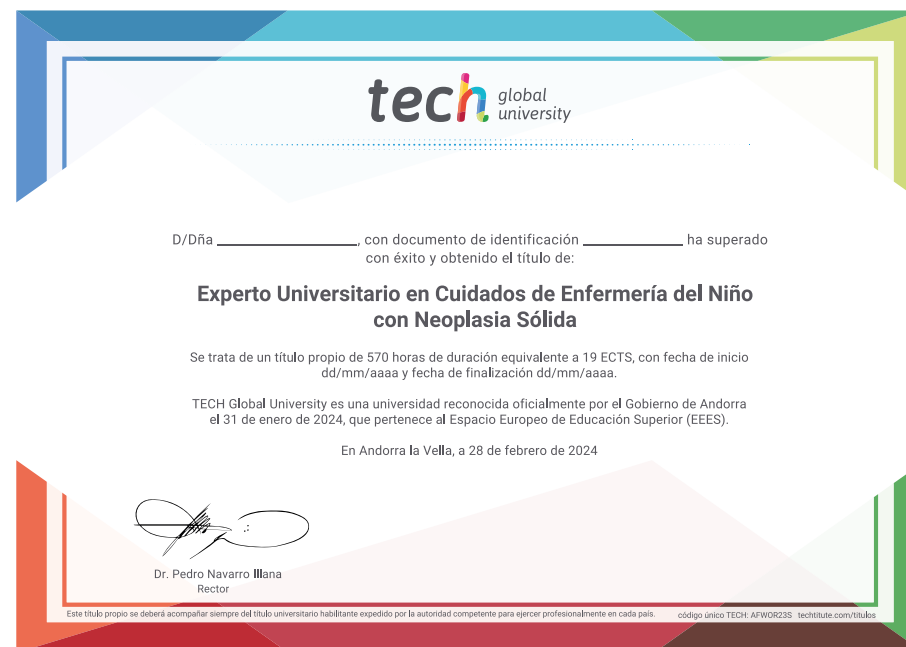 tech global university
D/Dña ____________, con documento de identificación ____________ ha superado
con éxito y obtenido el título de:
Experto Universitario en Cuidados de Enfermería del Niño
con Neoplasia Sólida
Se trata de un título propio de 570 horas de duración equivalente a 19 ECTS, con fecha de inicio
dd/mm/aaaa y fecha de finalización dd/mm/aaaa.
TECH Global University es una universidad reconocida oficialmente por el Gobierno de Andorra
el 31 de enero de 2024, que pertenece al Espacio Europeo de Educación Superior (EEES).
En Andorra la Vella, a 28 de febrero de 2024
Dr. Pedro Navarro Illana
Rector
Este título propio se deberá acompañar siempre del título universitario habilitante expedido por la autoridad competente para ejercer profesionalmente en cada país.
código único TECH: AFWOR23S techtitute.com/titulos